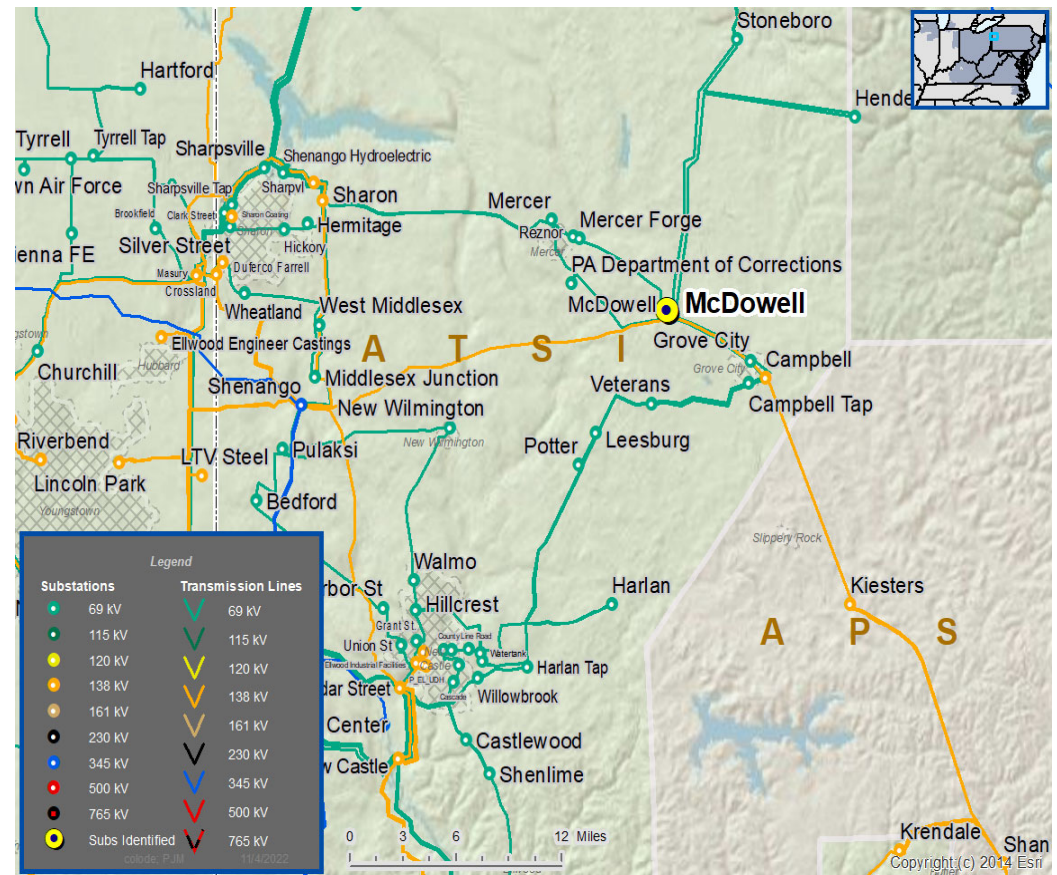 Stoneboro
Hartford
Hende
Tyrrell
Tyrrell Tap
Sharpsville
Shenango Hydroelectric
wn Air Force
Sharpsville Tap
Sharpvl
Sharon
Mercer
Brookfield
Clark Street
Sharon Coating
Sharon
Hermitage
Reznor
Mercer Forge
Mercer
ienna FE
Silver Street
Hickory
Masury
Duferco Farrell
PA Department of Corrections
Crossland
Wheatland
West Middlesex
McDowell
McDowell
ngstown
Ellwood Engineer Castings
A T S I
Grove City
Hubbard
Churchill
Grove City
Campbell
Shenango
Middlesex Junction
Veterans
New Wilmington
Campbell Tap
Riverbend
New Wilmington
Potter
Leesburg
LTV Steel
Pulaksi
Lincoln Park
Youngstown
Bedford
Slippery Rock
Walmo
rbor St
Hillcrest
Harlan
Kiesters
Grant St.
A P S
Union St
County Line Road
New
Castle
Watertank
Ellwood Industrial Facilities
Harlan Tap
P_EL_UDH
dar Street
Cascade
Willowbrook
Center
Castlewood
w Castle
Shenlime
Legend
Substations
Transmission Lines
69 kV 69 kV
115 kV 115 kV
120 kV 120 kV
138 kV 138 kV
161 kV 161 kV
230 kV 230 kV
345 kV 345 kV
500 kV 500 kV
765 kV 765 kV
Subs Identified
colode: PJM 11/4/2022
0 3 6 12 Miles
Krendale
Shan
Copyright:(c) 2014 Esri